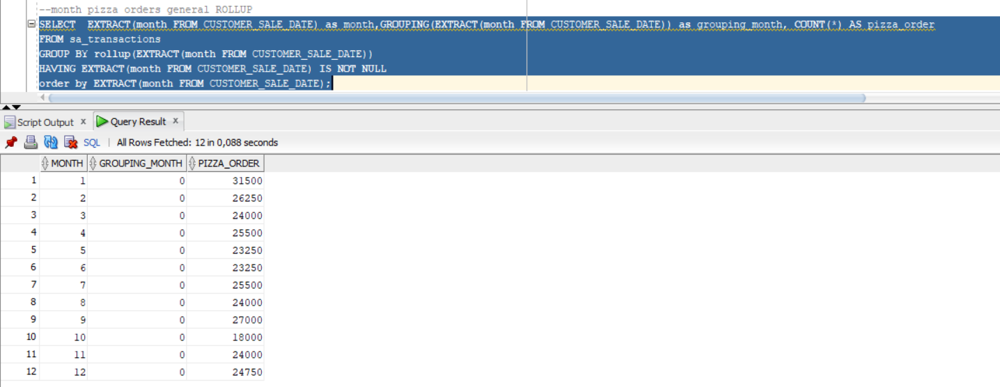 --month pizza orders general ROLLUP
SELECT  EXTRACT(month FROM CUSTOMER_SALE_DATE) as month,GROUPING(EXTRACT(month FROM CUSTOMER_SALE_DATE)) as grouping_month, COUNT(*) AS pizza_order
FROM sa_transactions
GROUP BY rollup(EXTRACT(month FROM CUSTOMER_SALE_DATE))
HAVING EXTRACT(month FROM CUSTOMER_SALE_DATE) IS NOT NULL
order by EXTRACT(month FROM CUSTOMER_SALE_DATE);
Script Output x Query Result x
SQL | All Rows Fetched: 12 in 0,088 seconds
MONTH GROUPING_MONTH PIZZA_ORDER
1 1 0 31500
2 2 0 26250
3 3 0 24000
4 4 0 25500
5 5 0 23250
6 6 0 23250
7 7 0 25500
8 8 0 24000
9 9 0 27000
10 10 0 18000
11 11 0 24000
12 12 0 24750